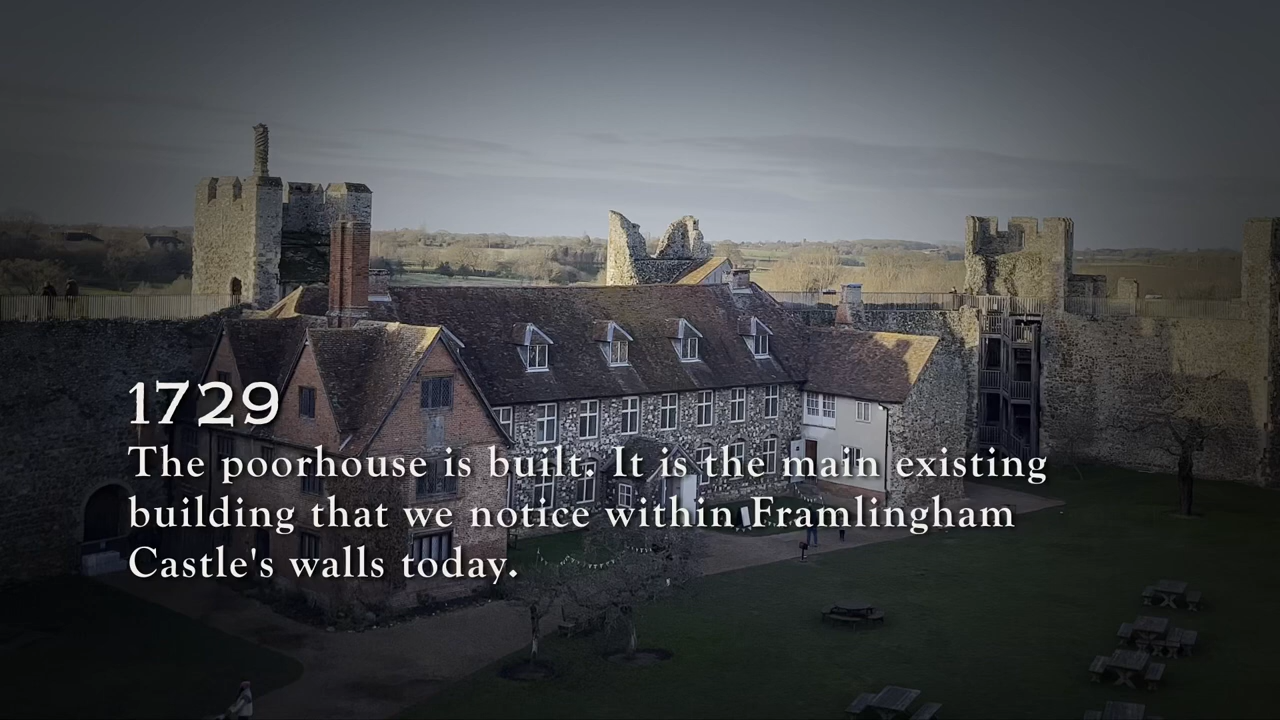 1729
The poorhouse is built. It is the main existing
building that we notice within Framlingham
Castle's walls today.